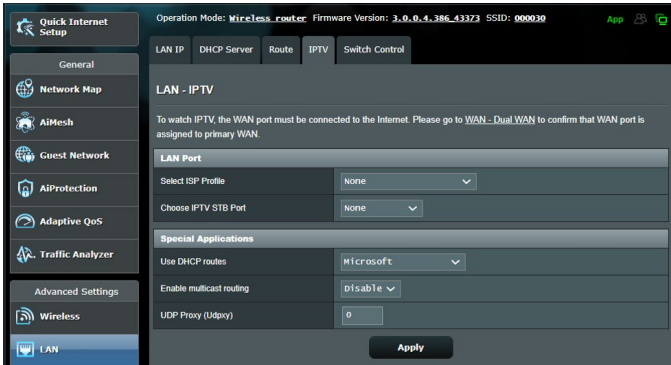 Quick Internet
Setup
General
Network Map
AiMesh
Guest Network
AiProtection
Adaptive QoS
Traffic Analyzer
Advanced Settings
Wireless
LAN
Operation Mode: Wireless router Firmware Version: 3.0.0.4.386_43373 SSID: 000030
App
LAN IP DHCP Server Route IPTV Switch Control
LAN - IPTV
To watch IPTV, the WAN port must be connected to the Internet. Please go to WAN - Dual WAN to confirm that WAN port is
assigned to primary WAN.
LAN Port
Select ISP Profile None
Choose IPTV STB Port None
Special Applications
Use DHCP routes Microsoft
Enable multicast routing Disable
UDP Proxy (Udpxy) 0
Apply